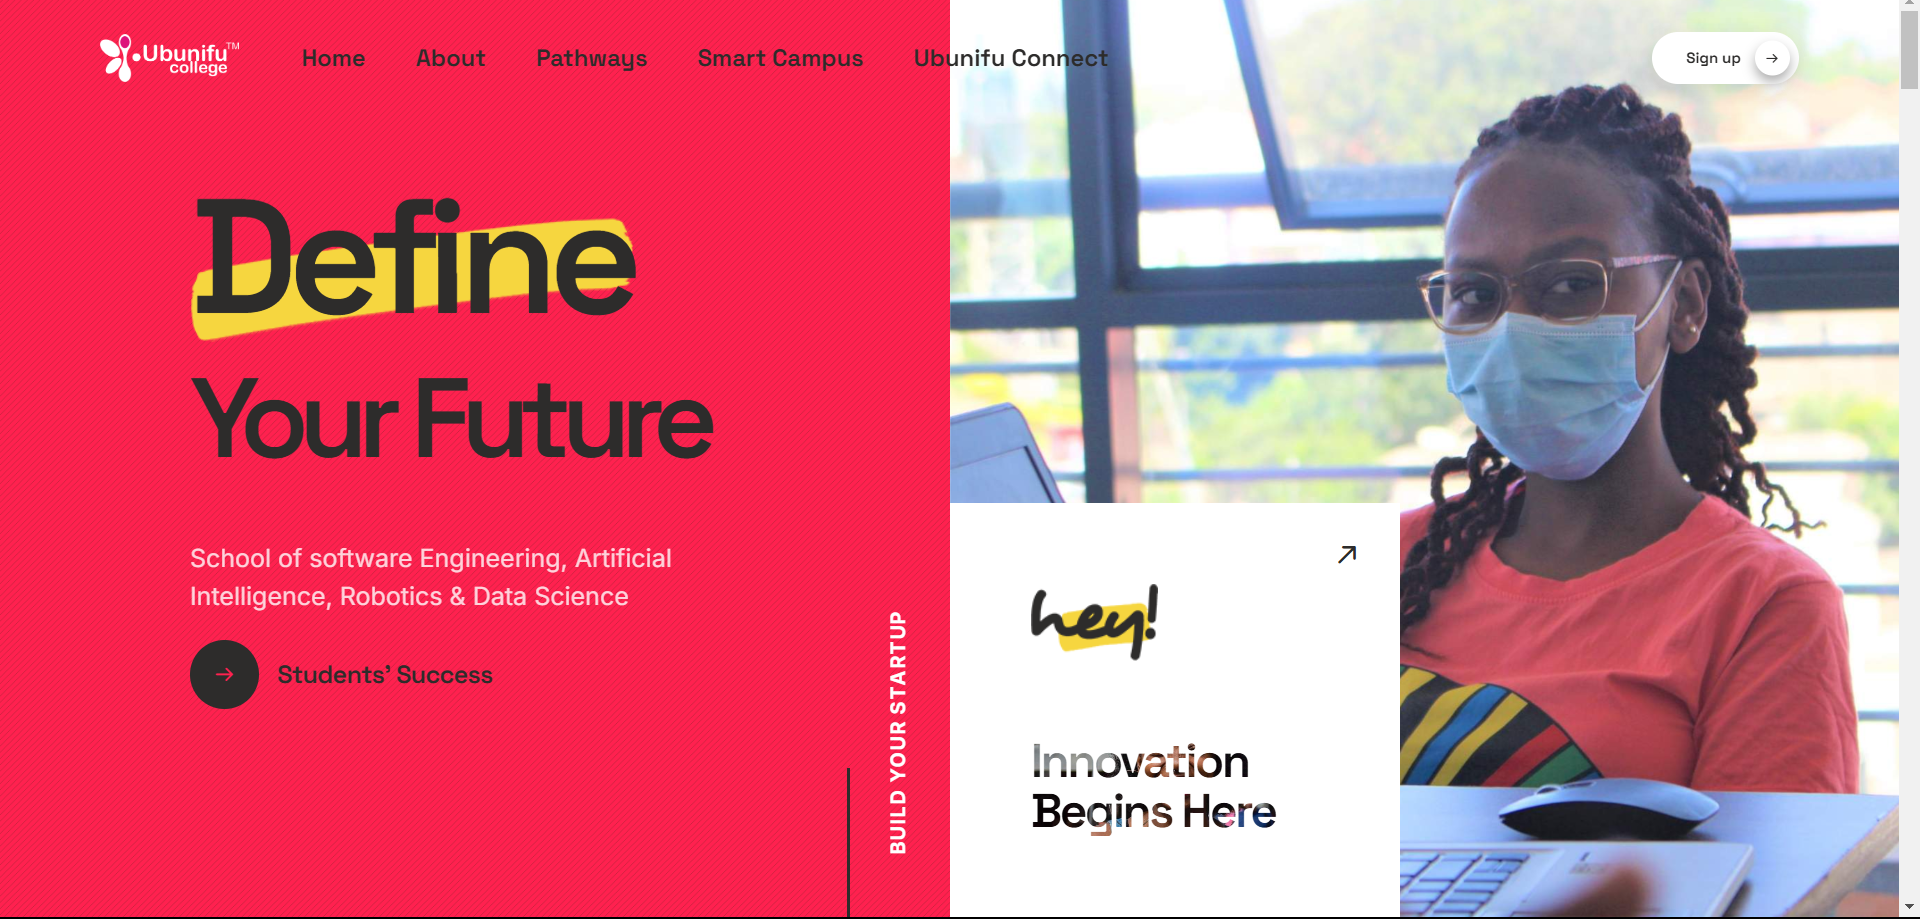 Ubunifu™
college
Home
About
Pathways
Smart Campus
Ubunifu Connect
Sign up
Define
Your Future
School of software Engineering, Artificial
Intelligence, Robotics & Data Science
Students’ Success
BUILD YOUR STARTUP
hey!
Innovation
Begins Here